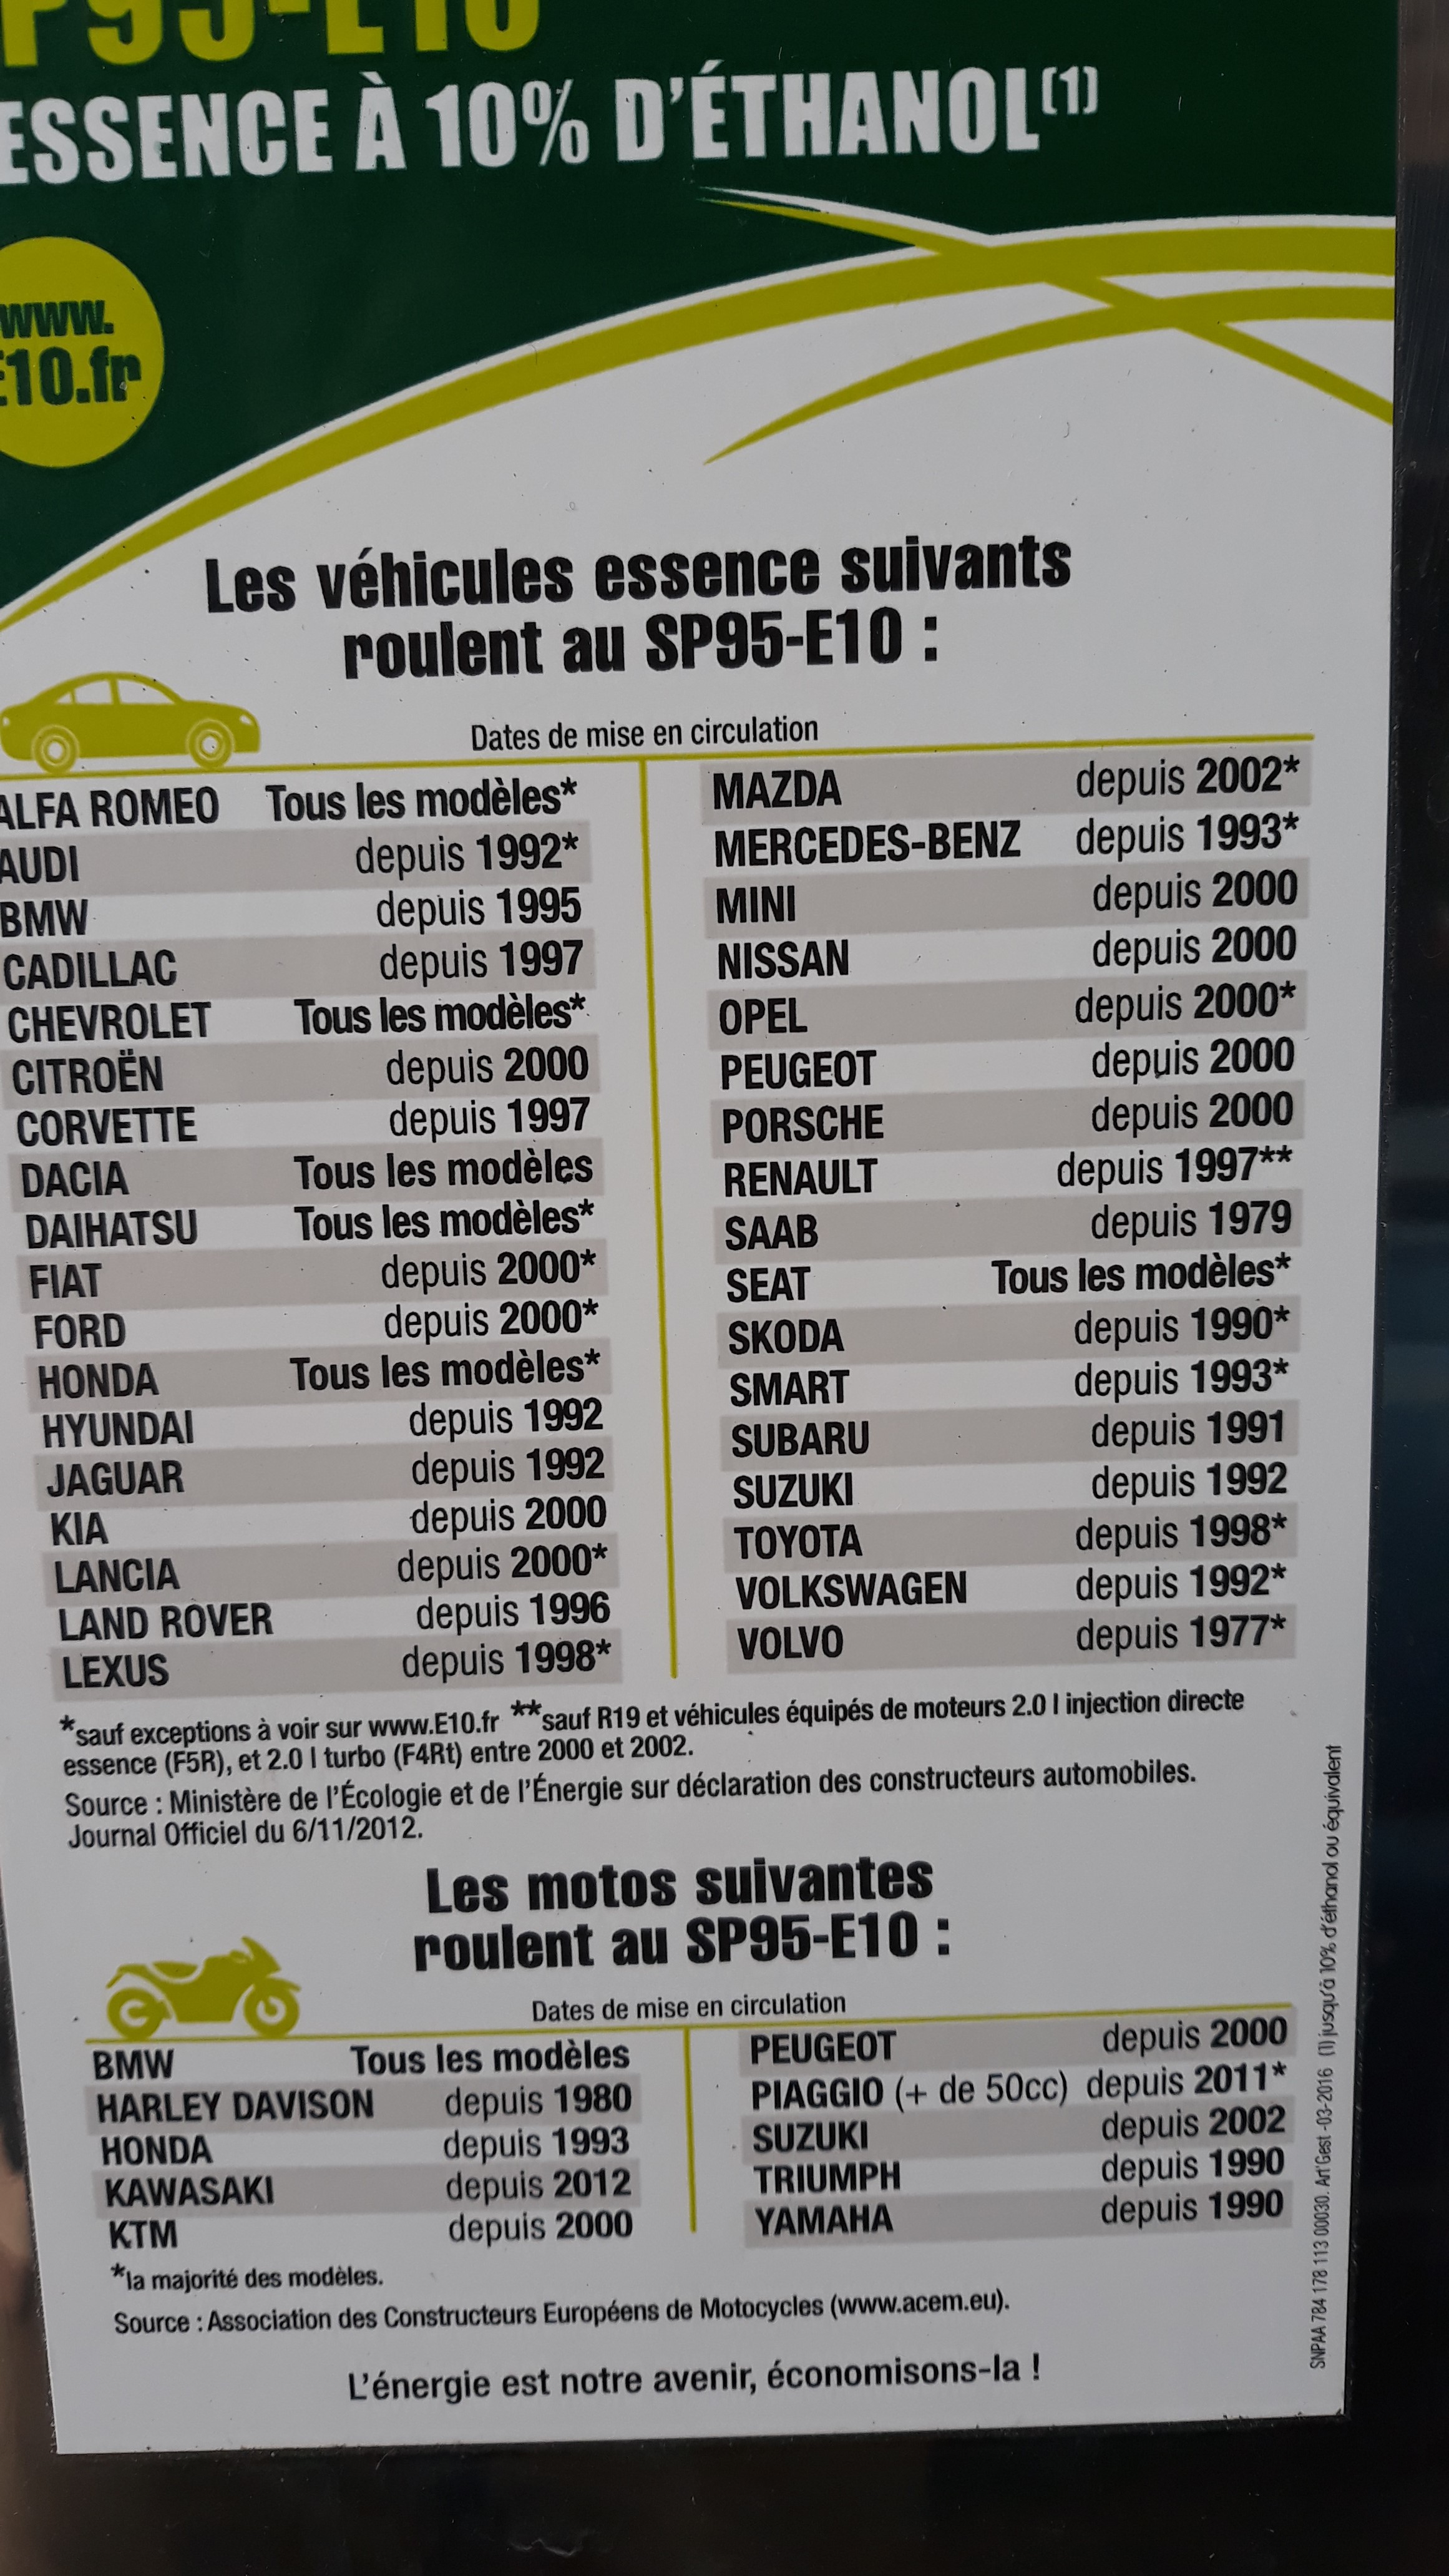 P95-E10
ESSENCE À 10% D'ÉTHANOL(1)
www.
E10.fr
Les véhicules essence suivants
roulent au SP95-E10 :
Dates de mise en circulation
ALFA ROMEO Tous les modèles*
AUDI depuis 1992*
BMW depuis 1995
CADILLAC depuis 1997
CHEVROLET Tous les modèles*
CITROËN depuis 2000
CORVETTE depuis 1997
DACIA Tous les modèles
DAIHATSU Tous les modèles*
FIAT depuis 2000*
FORD depuis 2000*
HONDA Tous les modèles*
HYUNDAI depuis 1992
JAGUAR depuis 1992
KIA depuis 2000
LANCIA depuis 2000*
LAND ROVER depuis 1996
LEXUS depuis 1998*
MAZDA depuis 2002*
MERCEDES-BENZ depuis 1993*
MINI depuis 2000
NISSAN depuis 2000
OPEL depuis 2000*
PEUGEOT depuis 2000
PORSCHE depuis 2000
RENAULT depuis 1997**
SAAB depuis 1979
SEAT Tous les modèles*
SKODA depuis 1990*
SMART depuis 1993*
SUBARU depuis 1991
SUZUKI depuis 1992
TOYOTA depuis 1998*
VOLKSWAGEN depuis 1992*
VOLVO depuis 1977*
*sauf exceptions à voir sur www.E10.fr **sauf R19 et véhicules équipés de moteurs 2.0 l injection directe
essence (F5R), et 2.0 l turbo (F4Rt) entre 2000 et 2002.
Source : Ministère de l'Écologie et de l'Énergie sur déclaration des constructeurs automobiles.
Journal Officiel du 6/11/2012.
Les motos suivantes
roulent au SP95-E10 :
Dates de mise en circulation
BMW Tous les modèles
HARLEY DAVISON depuis 1980
HONDA depuis 1993
KAWASAKI depuis 2012
KTM depuis 2000
PEUGEOT depuis 2000
PIAGGIO (+ de 50cc) depuis 2011*
SUZUKI depuis 2002
TRIUMPH depuis 1990
YAMAHA depuis 1990
*la majorité des modèles.
Source : Association des Constructeurs Européens de Motocycles (www.acem.eu).
L'énergie est notre avenir, économisons-la !
SNPAA 784 178 113 00030. Art'Gest -03-2016 (1) jusqu'à 10% d'éthanol ou équivalent